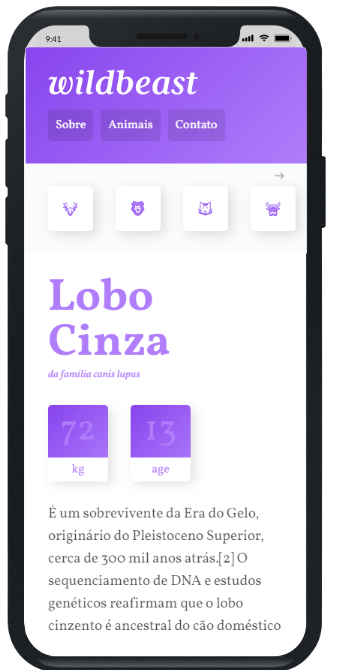 9:41
wildbeast
Sobre Animais Contato
→
Lobo
Cinza
da família canis lupus
72 13
kg age
É um sobrevivente da Era do Gelo,
originário do Pleistoceno Superior,
cerca de 300 mil anos atrás.[2] O
sequenciamento de DNA e estudos
genéticos reafirmam que o lobo
cinzento é ancestral do cão doméstico